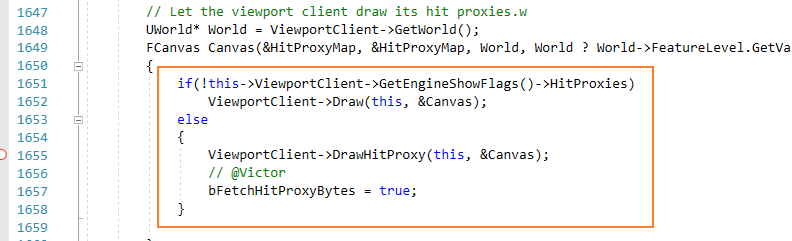 1647 // Let the viewport client draw its hit proxies.w
1648 UWorld* World = ViewportClient->GetWorld();
1649 FCanvas Canvas(&HitProxyMap, &HitProxyMap, World, World ? World->FeatureLevel.GetVa
1650 {
1651 if(!this->ViewportClient->GetEngineShowFlags()->HitProxies)
1652 ViewportClient->Draw(this, &Canvas);
1653 else
1654 {
1655 ViewportClient->DrawHitProxy(this, &Canvas);
1656 // @Victor
1657 bFetchHitProxyBytes = true;
1658 }
1659